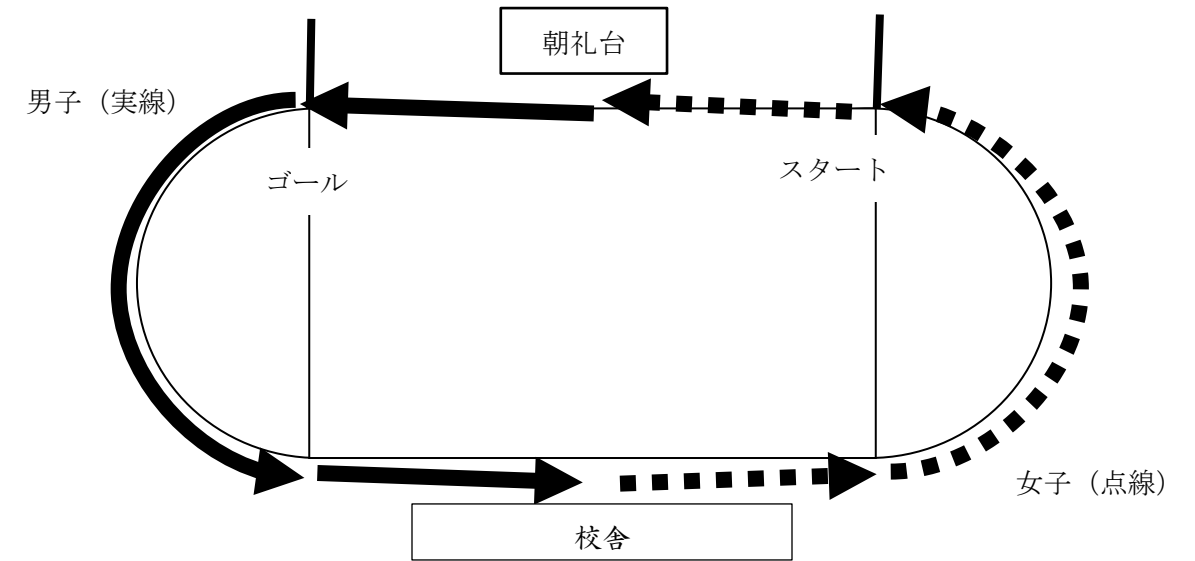 朝礼台
男子（実線）
スタート
ゴール
女子（点線）
校舎